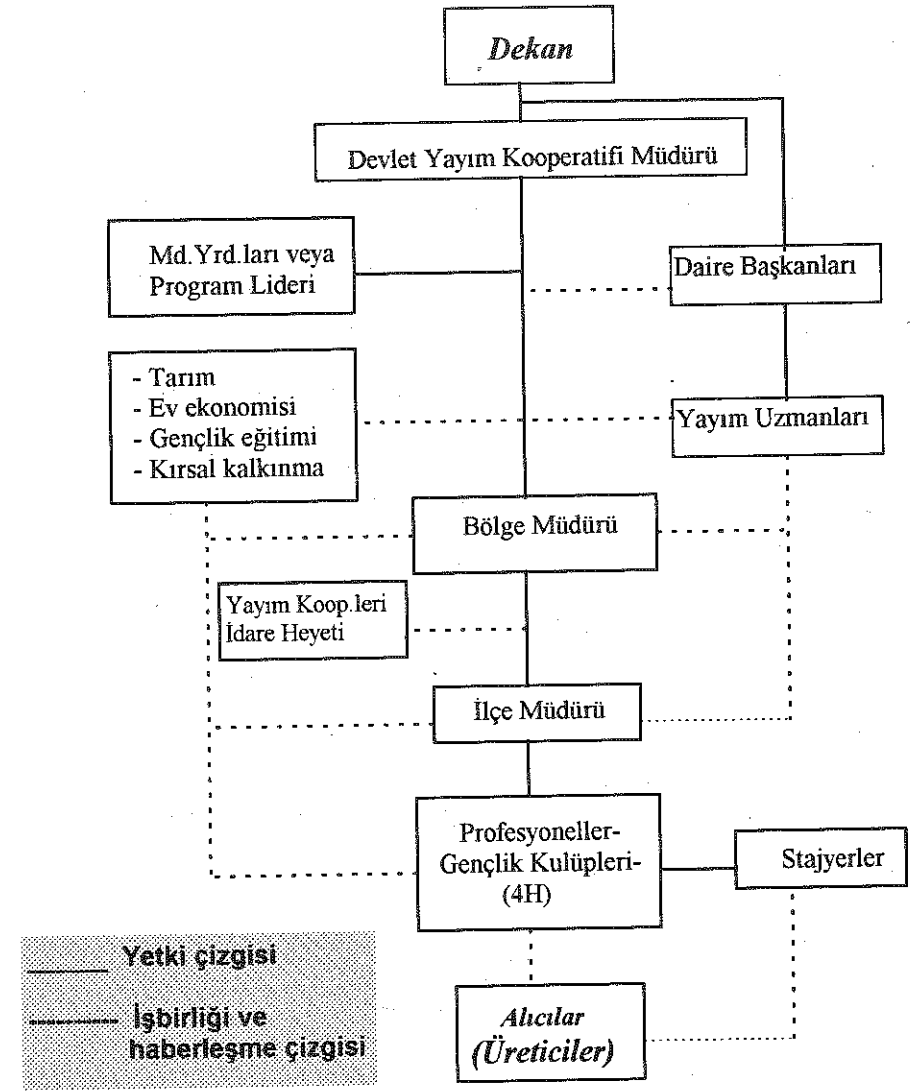 Dekan
Devlet Yayım Kooperatifi Müdürü
Md.Yrd.ları veya
Program Lideri
Daire Başkanları
- Tarım
- Ev ekonomisi
- Gençlik eğitimi
- Kırsal kalkınma
Yayım Uzmanları
Bölge Müdürü
Yayım Koop.leri
İdare Heyeti
İlçe Müdürü
Profesyoneller-
Gençlik Kulüpleri-
(4H)
Stajyerler
Yetki çizgisi
İşbirliği ve
haberleşme çizgisi
Alıcılar
(Üreticiler)